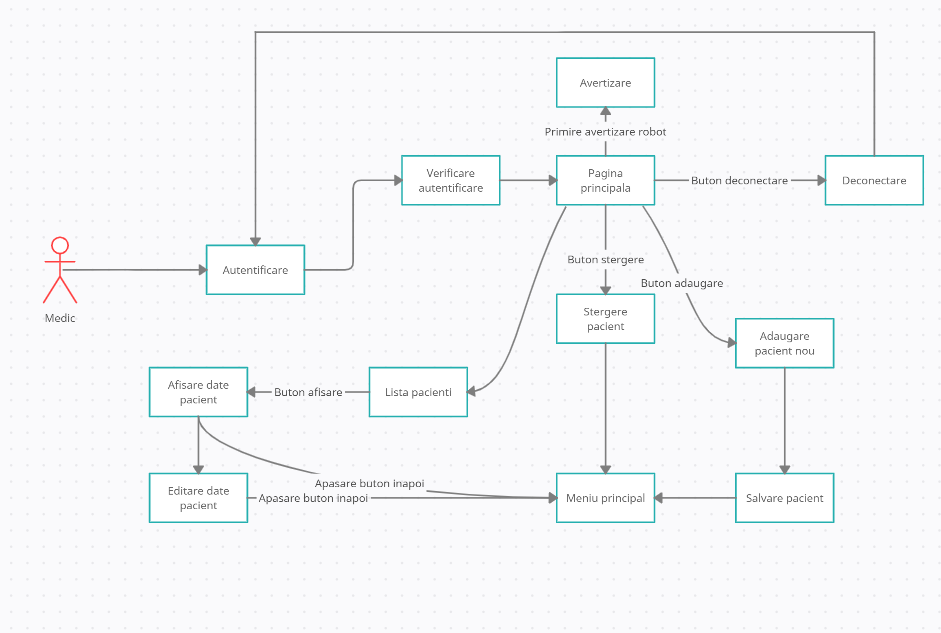 Avertizare
Primire avertizare robot
Verificare
autentificare
Pagina
principala
Buton deconectare
Deconectare
Medic
Autentificare
Buton stergere
Buton adaugare
Stergere
pacient
Adaugare
pacient nou
Afisare date
pacient
Buton afisare
Lista pacienti
Apasare buton inapoi
Editare date
pacient
Apasare buton inapoi
Meniu principal
Salvare pacient